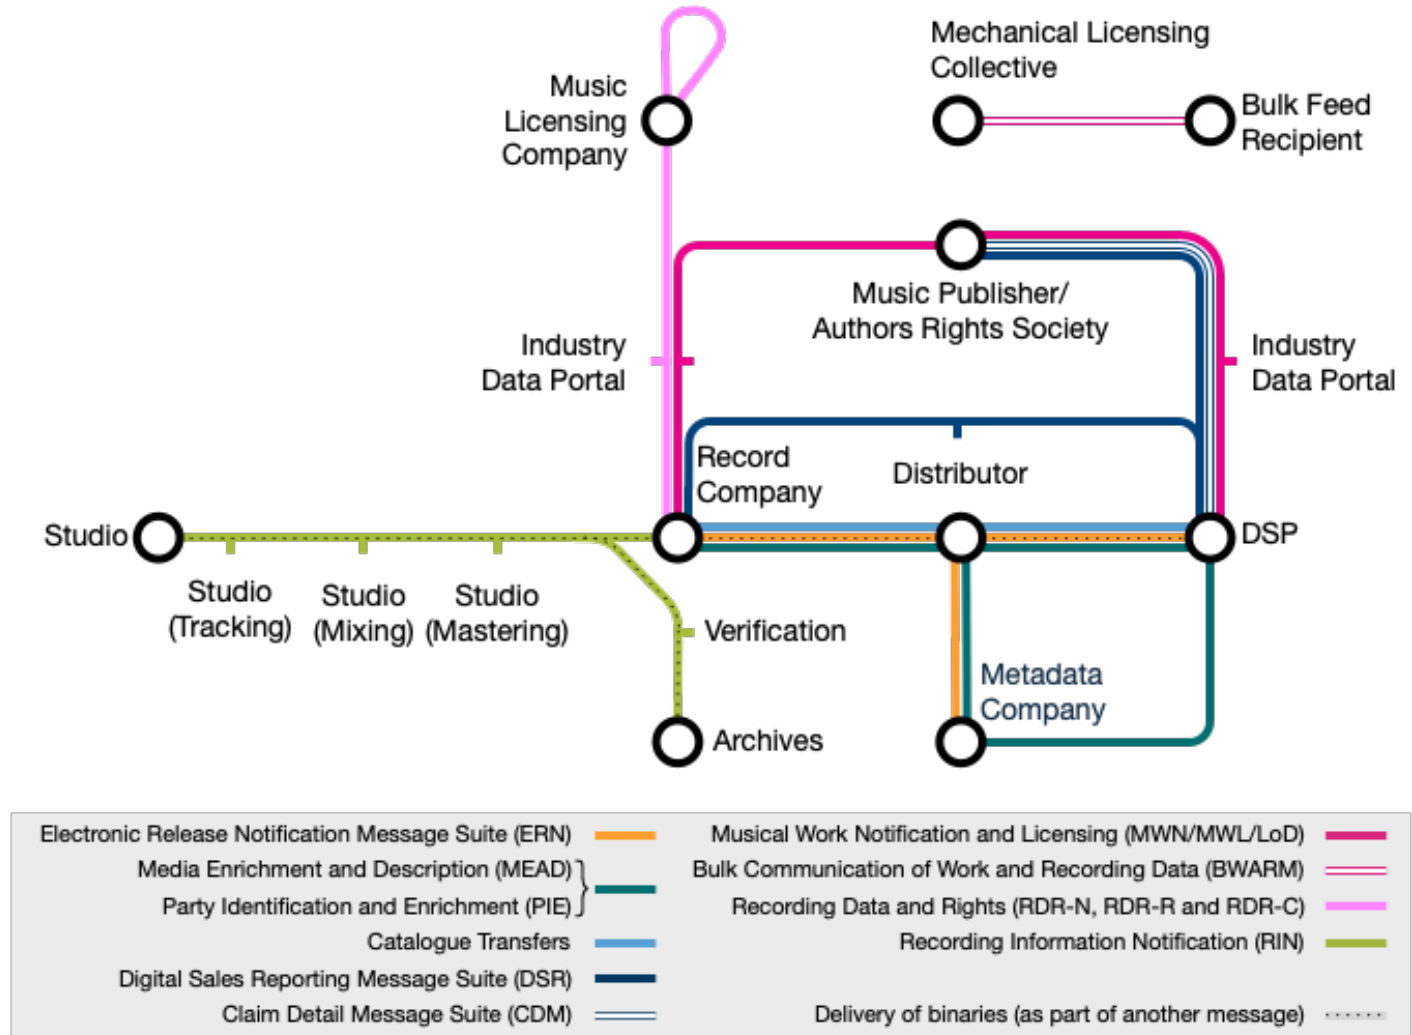 Mechanical Licensing
Collective
Music
Licensing
Company
Bulk Feed
Recipient
Music Publisher/
Authors Rights Society
Industry
Data Portal
Industry
Data Portal
Record
Company
Distributor
Studio
DSP
Studio
(Tracking)
Studio
(Mixing)
Studio
(Mastering)
Verification
Metadata
Company
Archives
Electronic Release Notification Message Suite (ERN)
Media Enrichment and Description (MEAD)
Party Identification and Enrichment (PIE)
Catalogue Transfers
Digital Sales Reporting Message Suite (DSR)
Claim Detail Message Suite (CDM)
Musical Work Notification and Licensing (MWN/MWL/LoD)
Bulk Communication of Work and Recording Data (BWARM)
Recording Data and Rights (RDR-N, RDR-R and RDR-C)
Recording Information Notification (RIN)
Delivery of binaries (as part of another message)